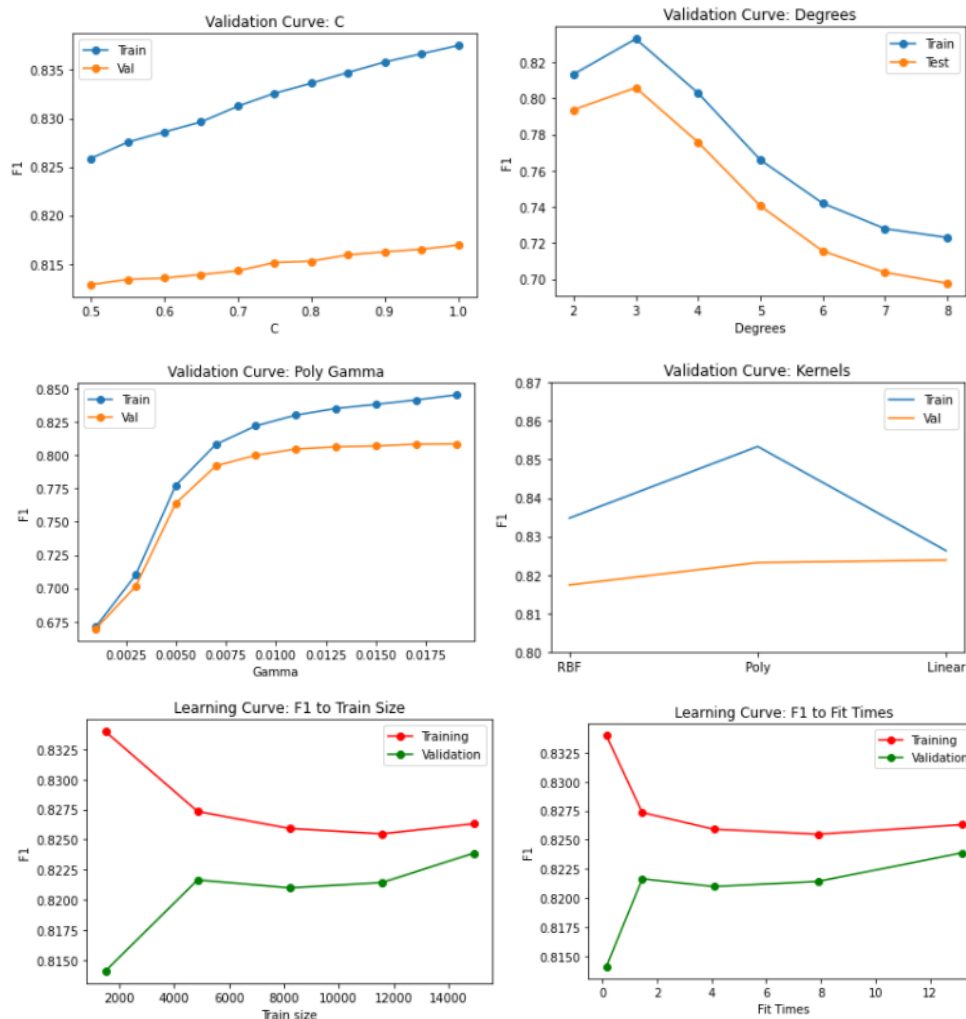 Validation Curve: C
Train
Val
F1
0.835
0.830
0.825
0.820
0.815
0.5 0.6 0.7 0.8 0.9 1.0
C
Validation Curve: Degrees
Train
Test
F1
0.82
0.80
0.78
0.76
0.74
0.72
0.70
2 3 4 5 6 7 8
Degrees
Validation Curve: Poly Gamma
Train
Val
F1
0.850
0.825
0.800
0.775
0.750
0.725
0.700
0.675
0.0025 0.0050 0.0075 0.0100 0.0125 0.0150 0.0175
Gamma
Validation Curve: Kernels
Train
Val
F1
0.87
0.86
0.85
0.84
0.83
0.82
0.81
0.80
RBF Poly Linear
Learning Curve: F1 to Train Size
Training
Validation
F1
0.8325
0.8300
0.8275
0.8250
0.8225
0.8200
0.8175
0.8150
2000 4000 6000 8000 10000 12000 14000
Train size
Learning Curve: F1 to Fit Times
Training
Validation
F1
0.8325
0.8300
0.8275
0.8250
0.8225
0.8200
0.8175
0.8150
0 2 4 6 8 10 12
Fit Times